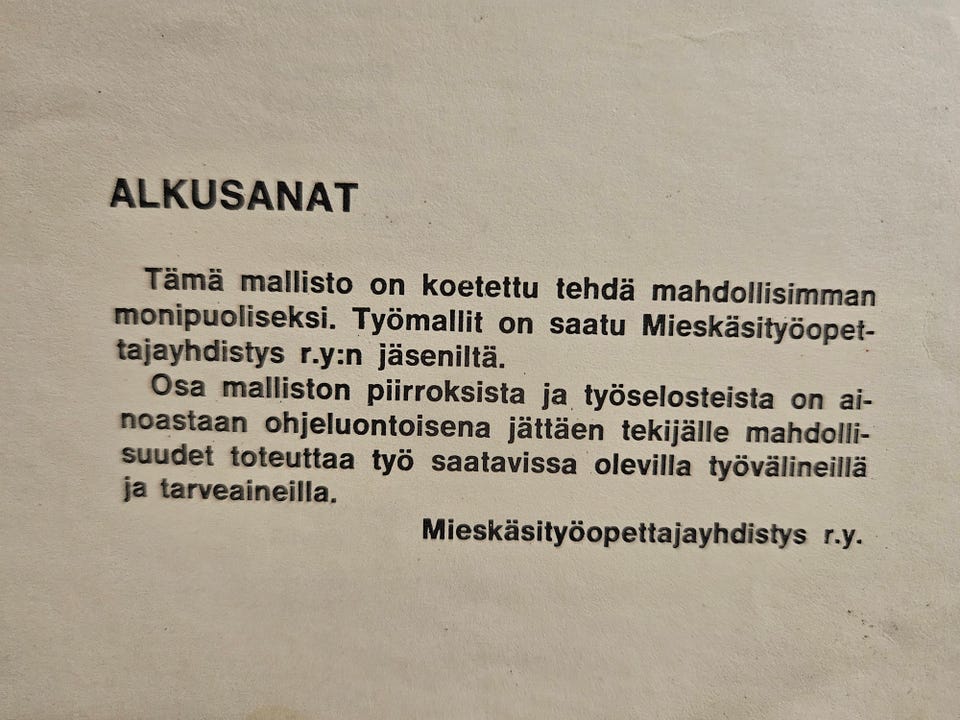 ALKUSANAT
Tämä mallisto on koetettu tehdä mahdollisimman
monipuoliseksi. Työmallit on saatu Mieskäsityöopet-
tajayhdistys r.y:n jäseniltä.
Osa malliston piirroksista ja työselosteista on ai-
noastaan ohjeluontoisena jättäen tekijälle mahdolli-
suudet toteuttaa työ saatavissa olevilla työvälineillä
ja tarveaineilla.
Mieskäsityöopettajayhdistys r.y.